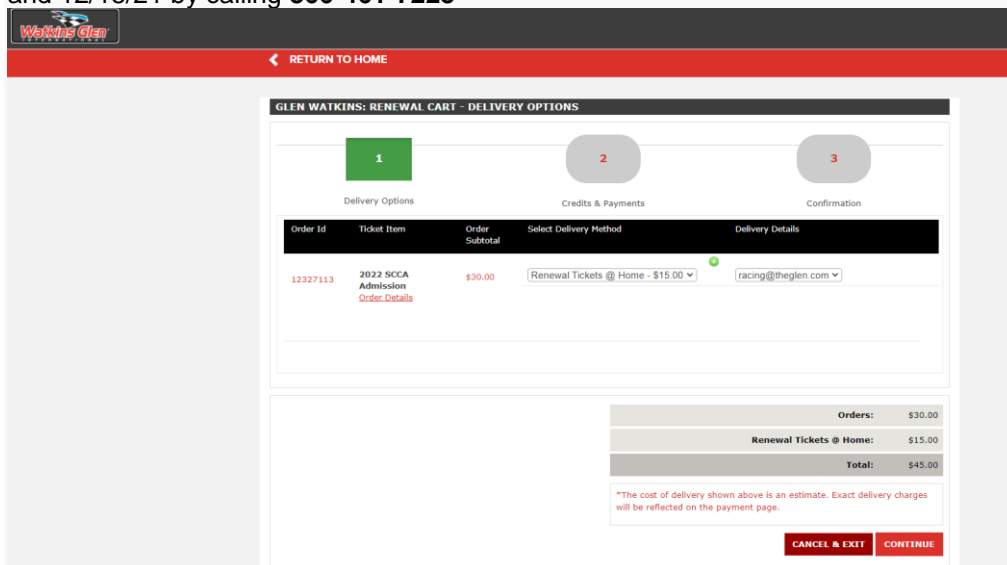 and by calling
Watkins Glen
INTERNATIONAL
RETURN TO HOME
GLEN WATKINS: RENEWAL CART - DELIVERY OPTIONS
1 2 3
Delivery Options Credits & Payments Confirmation
Order Id Ticket Item Order Subtotal Select Delivery Method Delivery Details
12327113 2022 SCCA Admission $30.00 Renewal Tickets @ Home - $15.00 racing@theglen.com
Order Details
Orders: $30.00
Renewal Tickets @ Home: $15.00
Total: $45.00
*The cost of delivery shown above is an estimate. Exact delivery charges
will be reflected on the payment page.
CANCEL & EXIT CONTINUE